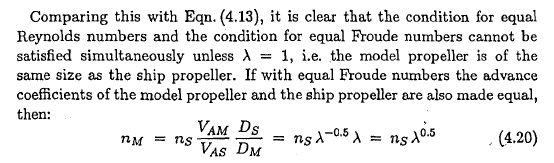 Comparing this with Eqn. (4.13), it is clear that the condition for equal
Reynolds numbers and the condition for equal Froude numbers cannot be
satisfied simultaneously unless λ = 1, i.e. the model propeller is of the
same size as the ship propeller. If with equal Froude numbers the advance
coefficients of the model propeller and the ship propeller are also made equal,
then:
n_M = n_S \frac{V_{AM}}{V_{AS}} \frac{D_S}{D_M} = n_S λ^{-0.5} λ = n_S λ^{0.5} (4.20)